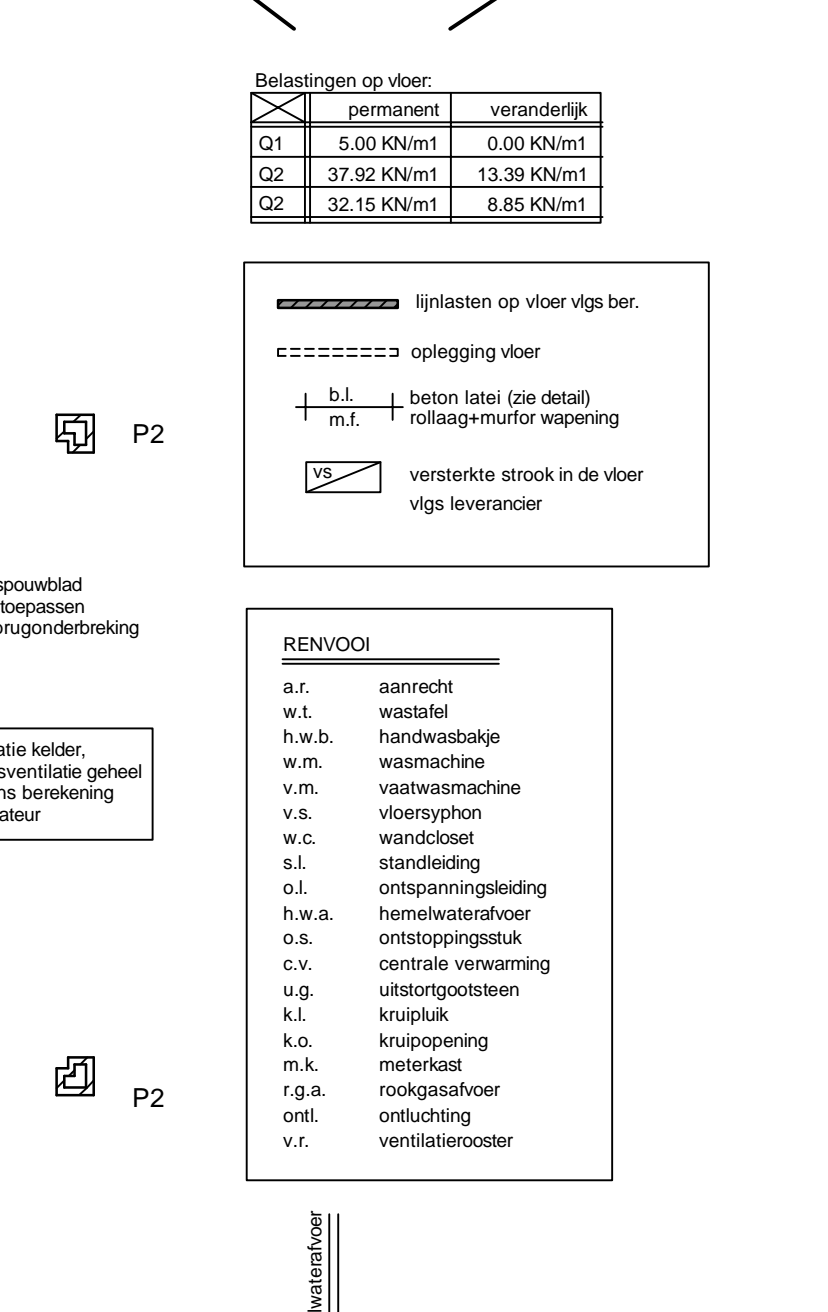 Belastingen op vloer:
permanent veranderlijk
Q1 5.00 KN/m1 0.00 KN/m1
Q2 37.92 KN/m1 13.39 KN/m1
Q2 32.15 KN/m1 8.85 KN/m1
lijnlasten op vloer vlgs ber.
oplegging vloer
b.l. beton latei (zie detail)
m.f. rollaag+murfor wapening
vs versterkte strook in de vloer
vlgs leverancier
P2
spouwblad
toepassen
brugonderbreking
atie kelder,
sventilatie geheel
ns berekening
ateur
P2
RENVOOI
a.r. aanrecht
w.t. wastafel
h.w.b. handwasbakje
w.m. wasmachine
v.m. vaatwasmachine
v.s. vloersyphon
w.c. wandcloset
s.l. standleiding
o.l. ontspanningsleiding
h.w.a. hemelwaterafvoer
o.s. ontstoppingsstuk
c.v. centrale verwarming
u.g. uitstortgootsteen
k.l. kruipluik
k.o. kruipopening
m.k. meterkast
r.g.a. rookgasafvoer
ontl. ontluchting
v.r. ventilatierooster
lwaterafvoer